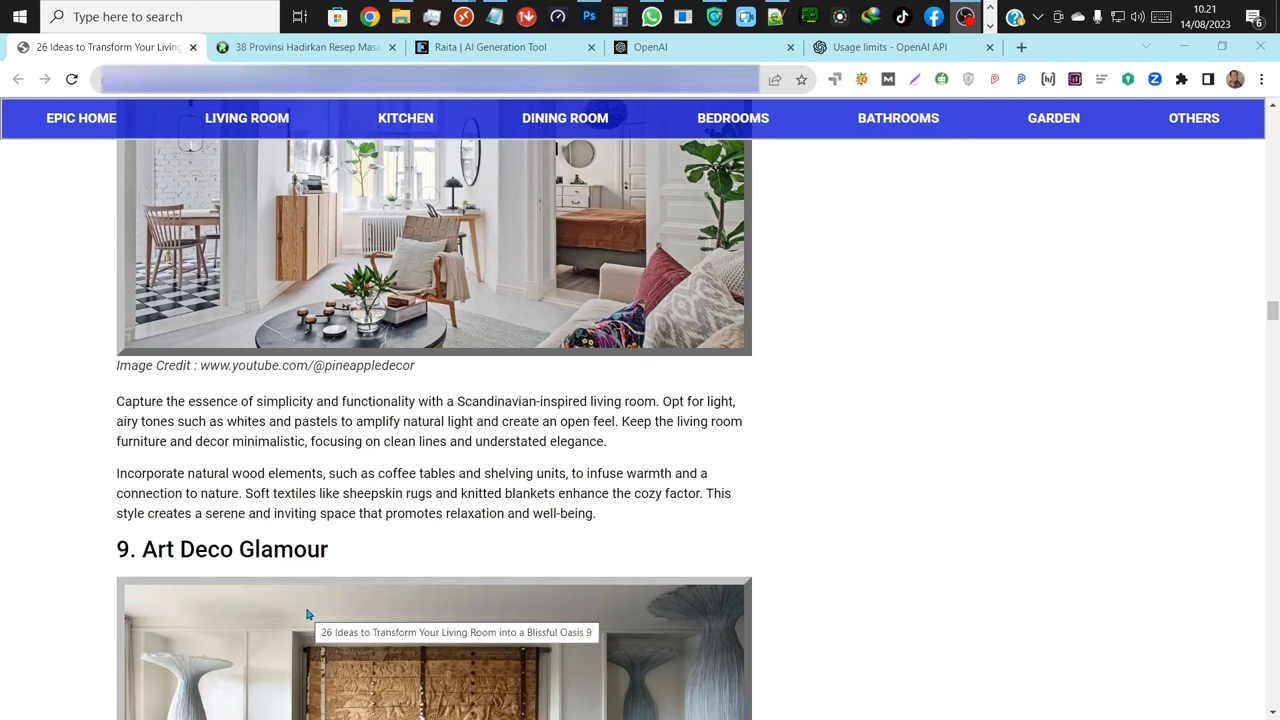 Type here to search
10.21
14/08/2023
6
26 Ideas to Transform Your Living
38 Provinsi Hadirkan Resep Masa
Raita | AI Generation Tool
OpenAI
Usage limits - OpenAI API
EPIC HOME
LIVING ROOM
KITCHEN
DINING ROOM
BEDROOMS
BATHROOMS
GARDEN
OTHERS
Image Credit : www.youtube.com/@pineappledecor
Capture the essence of simplicity and functionality with a Scandinavian-inspired living room. Opt for light,
airy tones such as whites and pastels to amplify natural light and create an open feel. Keep the living room
furniture and decor minimalistic, focusing on clean lines and understated elegance.
Incorporate natural wood elements, such as coffee tables and shelving units, to infuse warmth and a
connection to nature. Soft textiles like sheepskin rugs and knitted blankets enhance the cozy factor. This
style creates a serene and inviting space that promotes relaxation and well-being.
9. Art Deco Glamour
26 Ideas to Transform Your Living Room into a Blissful Oasis 9